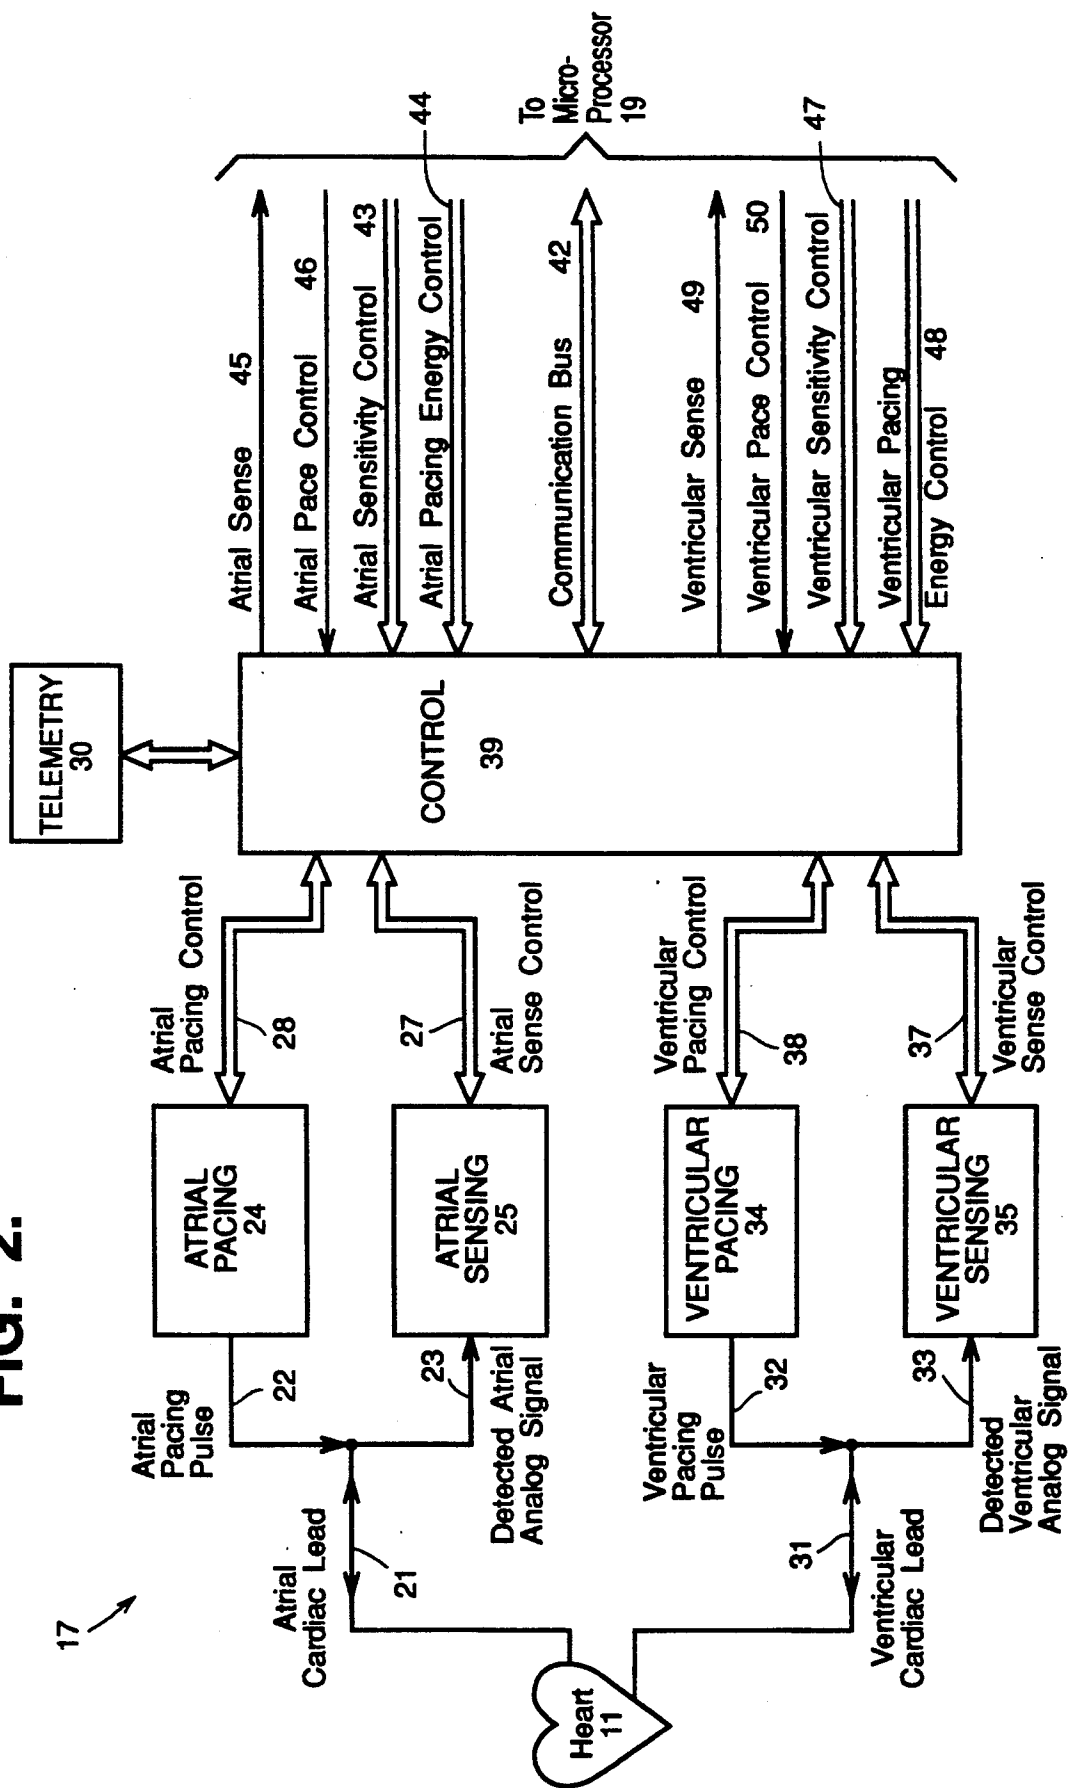 FIG. 2.
17
TELEMETRY
30
Atrial
Pacing Pulse
22
ATRIAL
PACING
24
Atrial
Pacing Control
28
Atrial
Cardiac Lead
21
23
Detected Atrial
Analog Signal
ATRIAL
SENSING
25
27
Atrial
Sense Control
Heart
11
CONTROL
39
Ventricular
Pacing
Pulse
32
VENTRICULAR
PACING
34
Ventricular
Pacing Control
38
31
Ventricular
Cardiac Lead
33
Detected
Ventricular
Analog Signal
VENTRICULAR
SENSING
35
37
Ventricular
Sense Control
Atrial Sense 45
Atrial Pace Control 46
Atrial Sensitivity Control 43
Atrial Pacing Energy Control
44
Communication Bus 42
Ventricular Sense 49
Ventricular Pace Control 50
Ventricular Sensitivity Control
47
Ventricular Pacing
Energy Control 48
To
Micro-
Processor
19